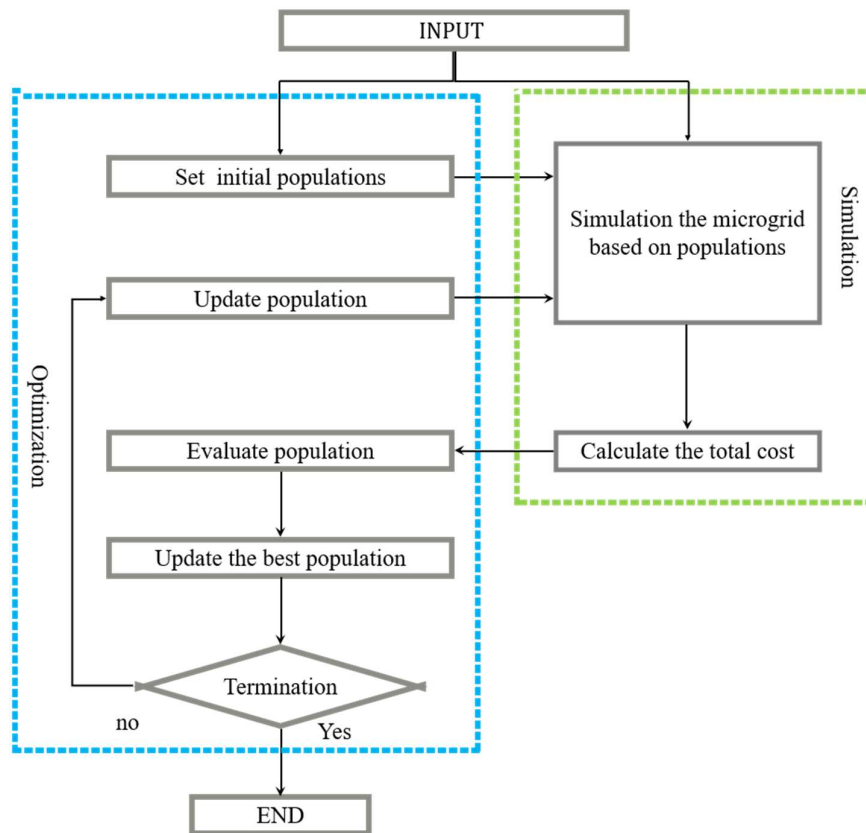 INPUT
Set initial populations
Simulation the microgrid
based on populations
Simulation
Update population
Optimization
Evaluate population
Calculate the total cost
Update the best population
Termination
no
Yes
END